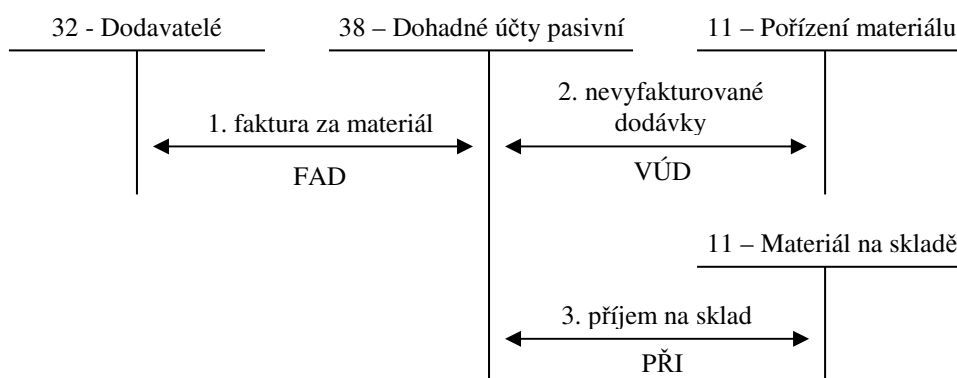 32 - Dodavatelé
38 – Dohadné účty pasivní
11 – Pořízení materiálu
1. faktura za materiál
FAD
2. nevyfakturované
dodávky
VÚD
11 – Materiál na skladě
3. příjem na sklad
PŘI